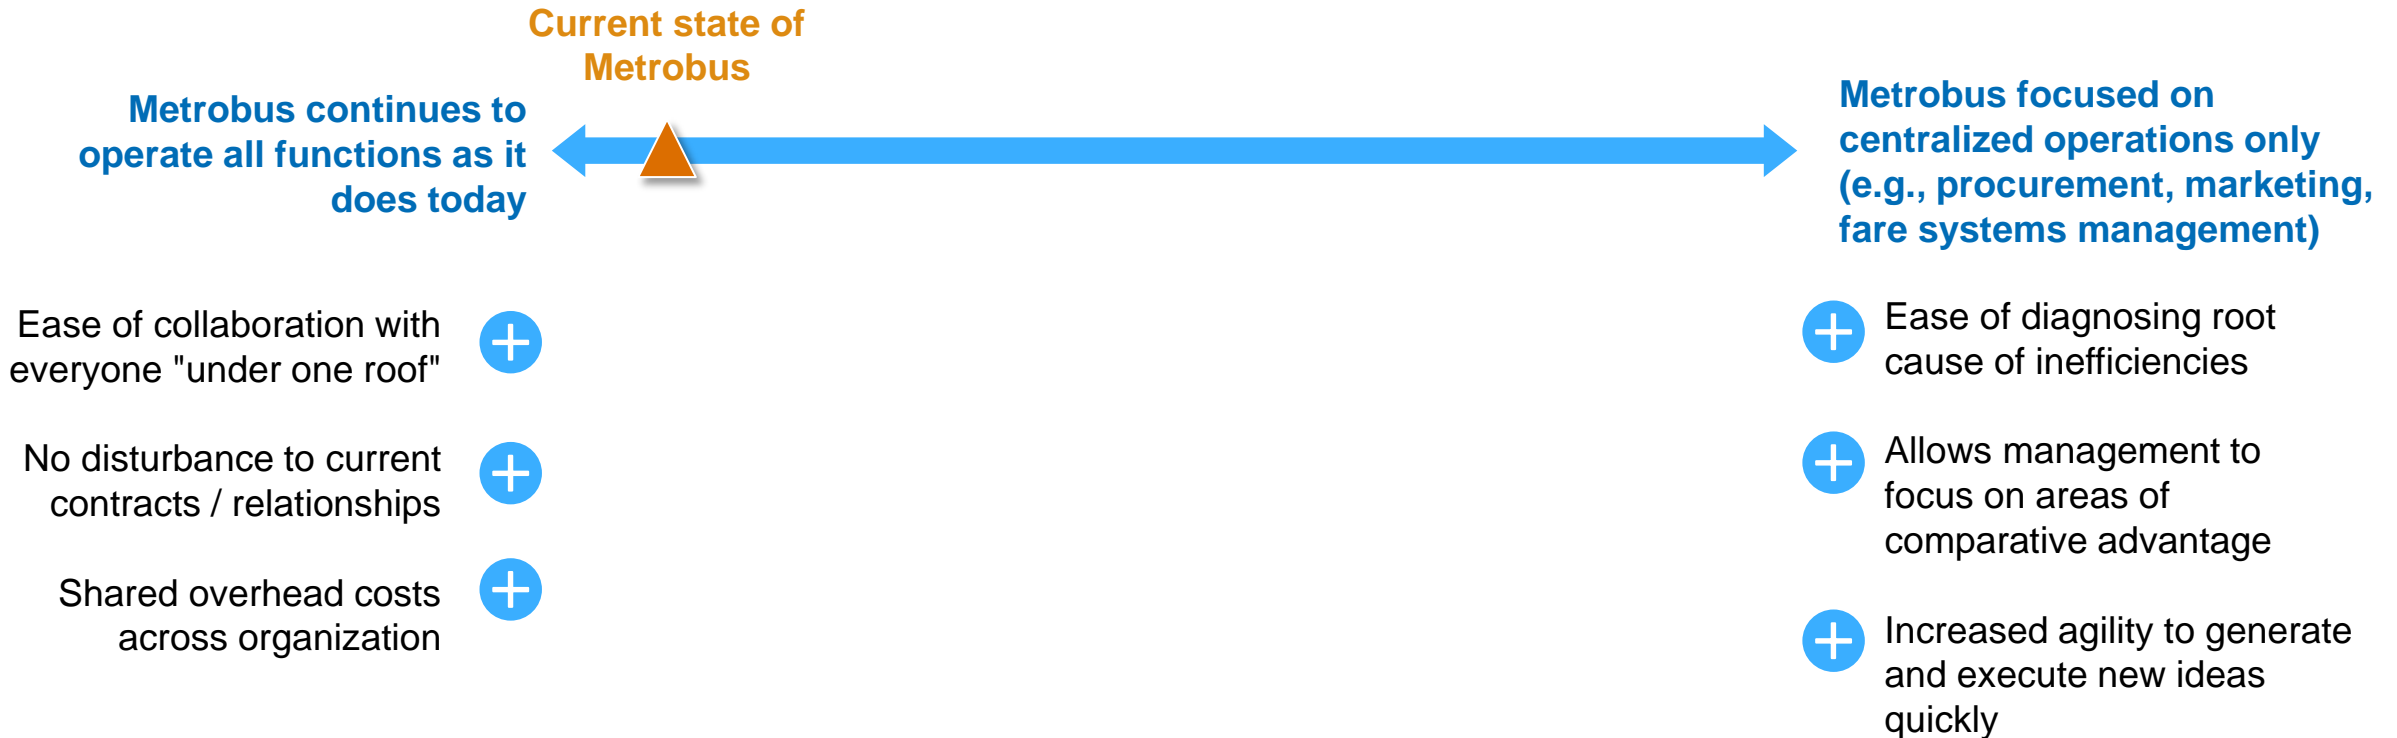 Current state of
Metrobus
Metrobus continues to
operate all functions as it
does today
Metrobus focused on
centralized operations only
(e.g., procurement, marketing,
fare systems management)
Ease of collaboration with
everyone "under one roof"
No disturbance to current
contracts / relationships
Shared overhead costs
across organization
Ease of diagnosing root
cause of inefficiencies
Allows management to
focus on areas of
comparative advantage
Increased agility to generate
and execute new ideas
quickly